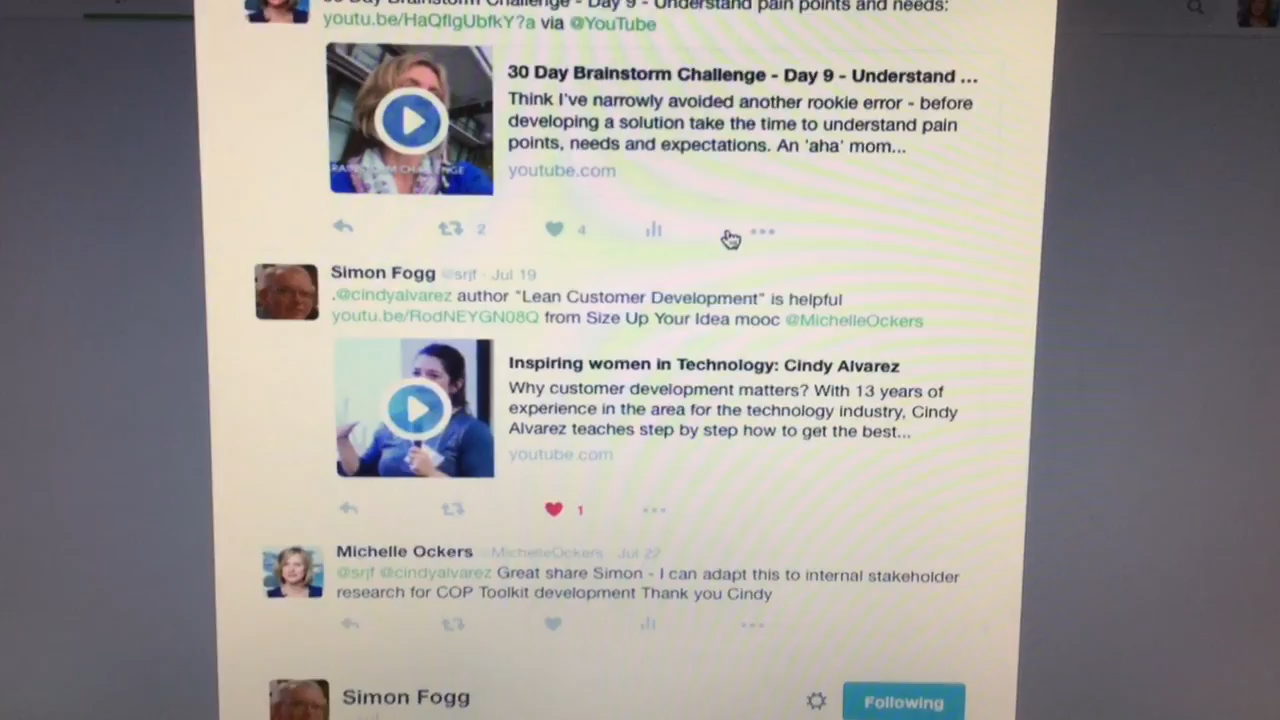 30 Day Brainstorm Challenge - Day 9 - Understand pain points and needs:
youtu.be/HaQflgUbfkY?a via @YouTube
30 Day Brainstorm Challenge - Day 9 - Understand ...
Think I've narrowly avoided another rookie error - before
developing a solution take the time to understand pain
points, needs and expectations. An 'aha' mom...
youtube.com
RAINSTORM CHALLENGE
2
4
Simon Fogg @srjf · Jul 19
.@cindyalvarez author "Lean Customer Development" is helpful
youtu.be/RodNEYGN08Q from Size Up Your Idea mooc @MichelleOckers
Inspiring women in Technology: Cindy Alvarez
Why customer development matters? With 13 years of
experience in the area for the technology industry, Cindy
Alvarez teaches step by step how to get the best...
youtube.com
1
Michelle Ockers @MichelleOckers · Jul 22
@srjf @cindyalvarez Great share Simon - I can adapt this to internal stakeholder
research for COP Toolkit development Thank you Cindy
Simon Fogg
Following